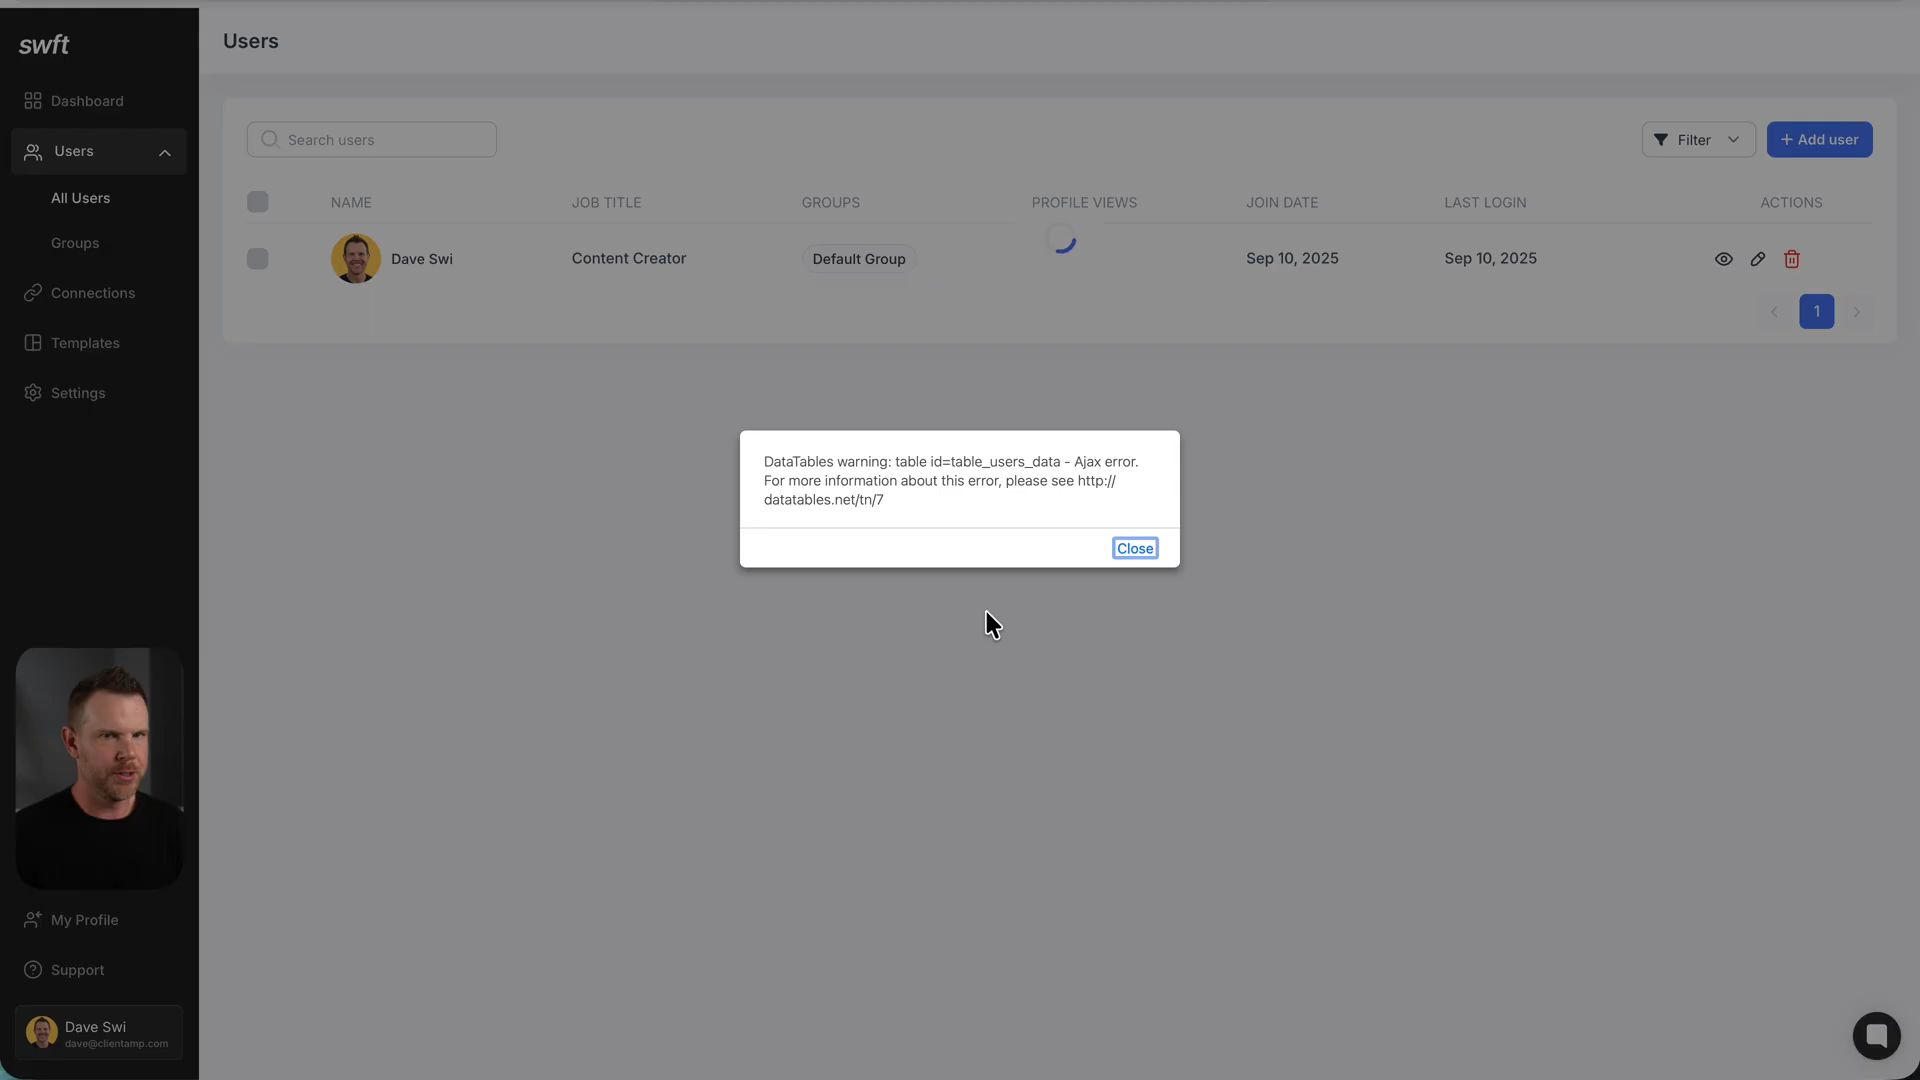 swft
Users
Dashboard
Users
All Users
Groups
Connections
Templates
Settings
My Profile
Support
Dave Swi
dave@clientamp.com
Search users
Filter
+ Add user
NAME
JOB TITLE
GROUPS
PROFILE VIEWS
JOIN DATE
LAST LOGIN
ACTIONS
Dave Swi
Content Creator
Default Group
Sep 10, 2025
Sep 10, 2025
1
DataTables warning: table id=table_users_data - Ajax error.
For more information about this error, please see http://
datatables.net/tn/7
Close